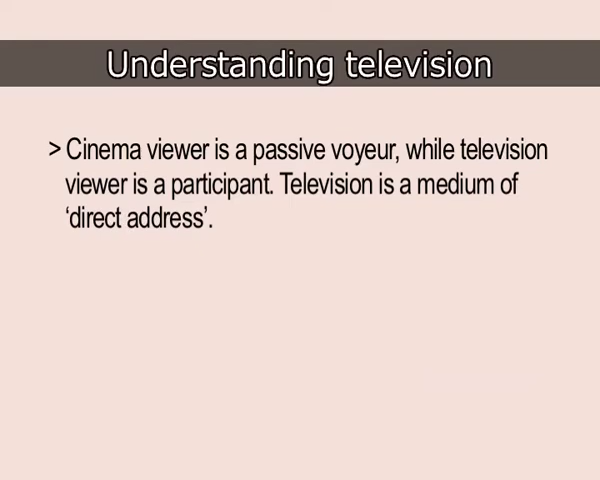 Understanding television
> Cinema viewer is a passive voyeur, while television
viewer is a participant. Television is a medium of
‘direct address’.